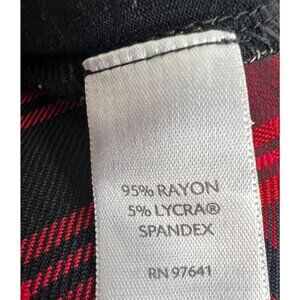 95% RAYON
5% LYCRA®
SPANDEX
RN 97641